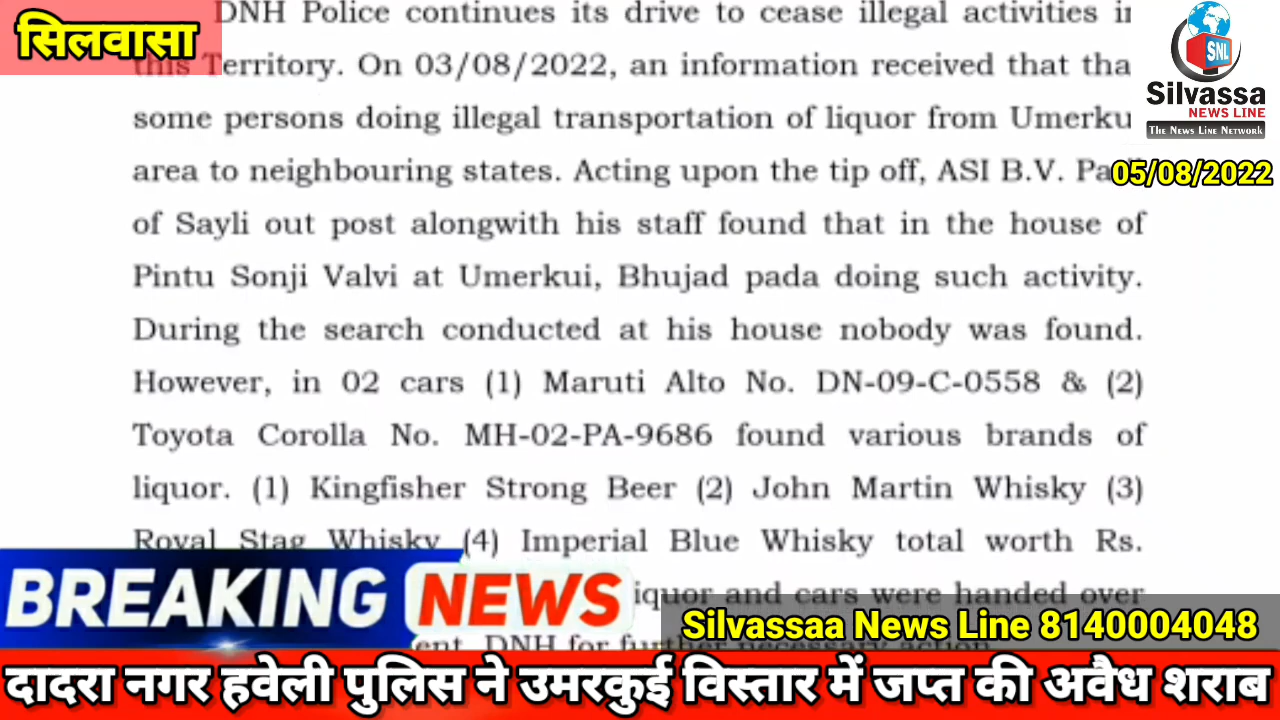 सिलवासा
DNH Police continues its drive to cease illegal activities in
this Territory. On 03/08/2022, an information received that tha
some persons doing illegal transportation of liquor from Umerku
area to neighbouring states. Acting upon the tip off, ASI B.V.
of Sayli out post alongwith his staff found that in the house of
Pintu Sonji Valvi at Umerkui, Bhujad pada doing such activity.
During the search conducted at his house nobody was found.
However, in 02 cars (1) Maruti Alto No. DN-09-C-0558 & (2)
Toyota Corolla No. MH-02-PA-9686 found various brands of
liquor. (1) Kingfisher Strong Beer (2) John Martin Whisky (3)
Royal Stag Whisky (4) Imperial Blue Whisky total worth Rs.
liquor and cars were handed over
DNH for further necessary action
SNL
Silvassa
NEWS LINE
The News Line Network
05/08/2022
BREAKING NEWS
Silvassaa News Line 8140004048
दादरा नगर हवेली पुलिस ने उमरकुई विस्तार में जप्त की अवैध शराब